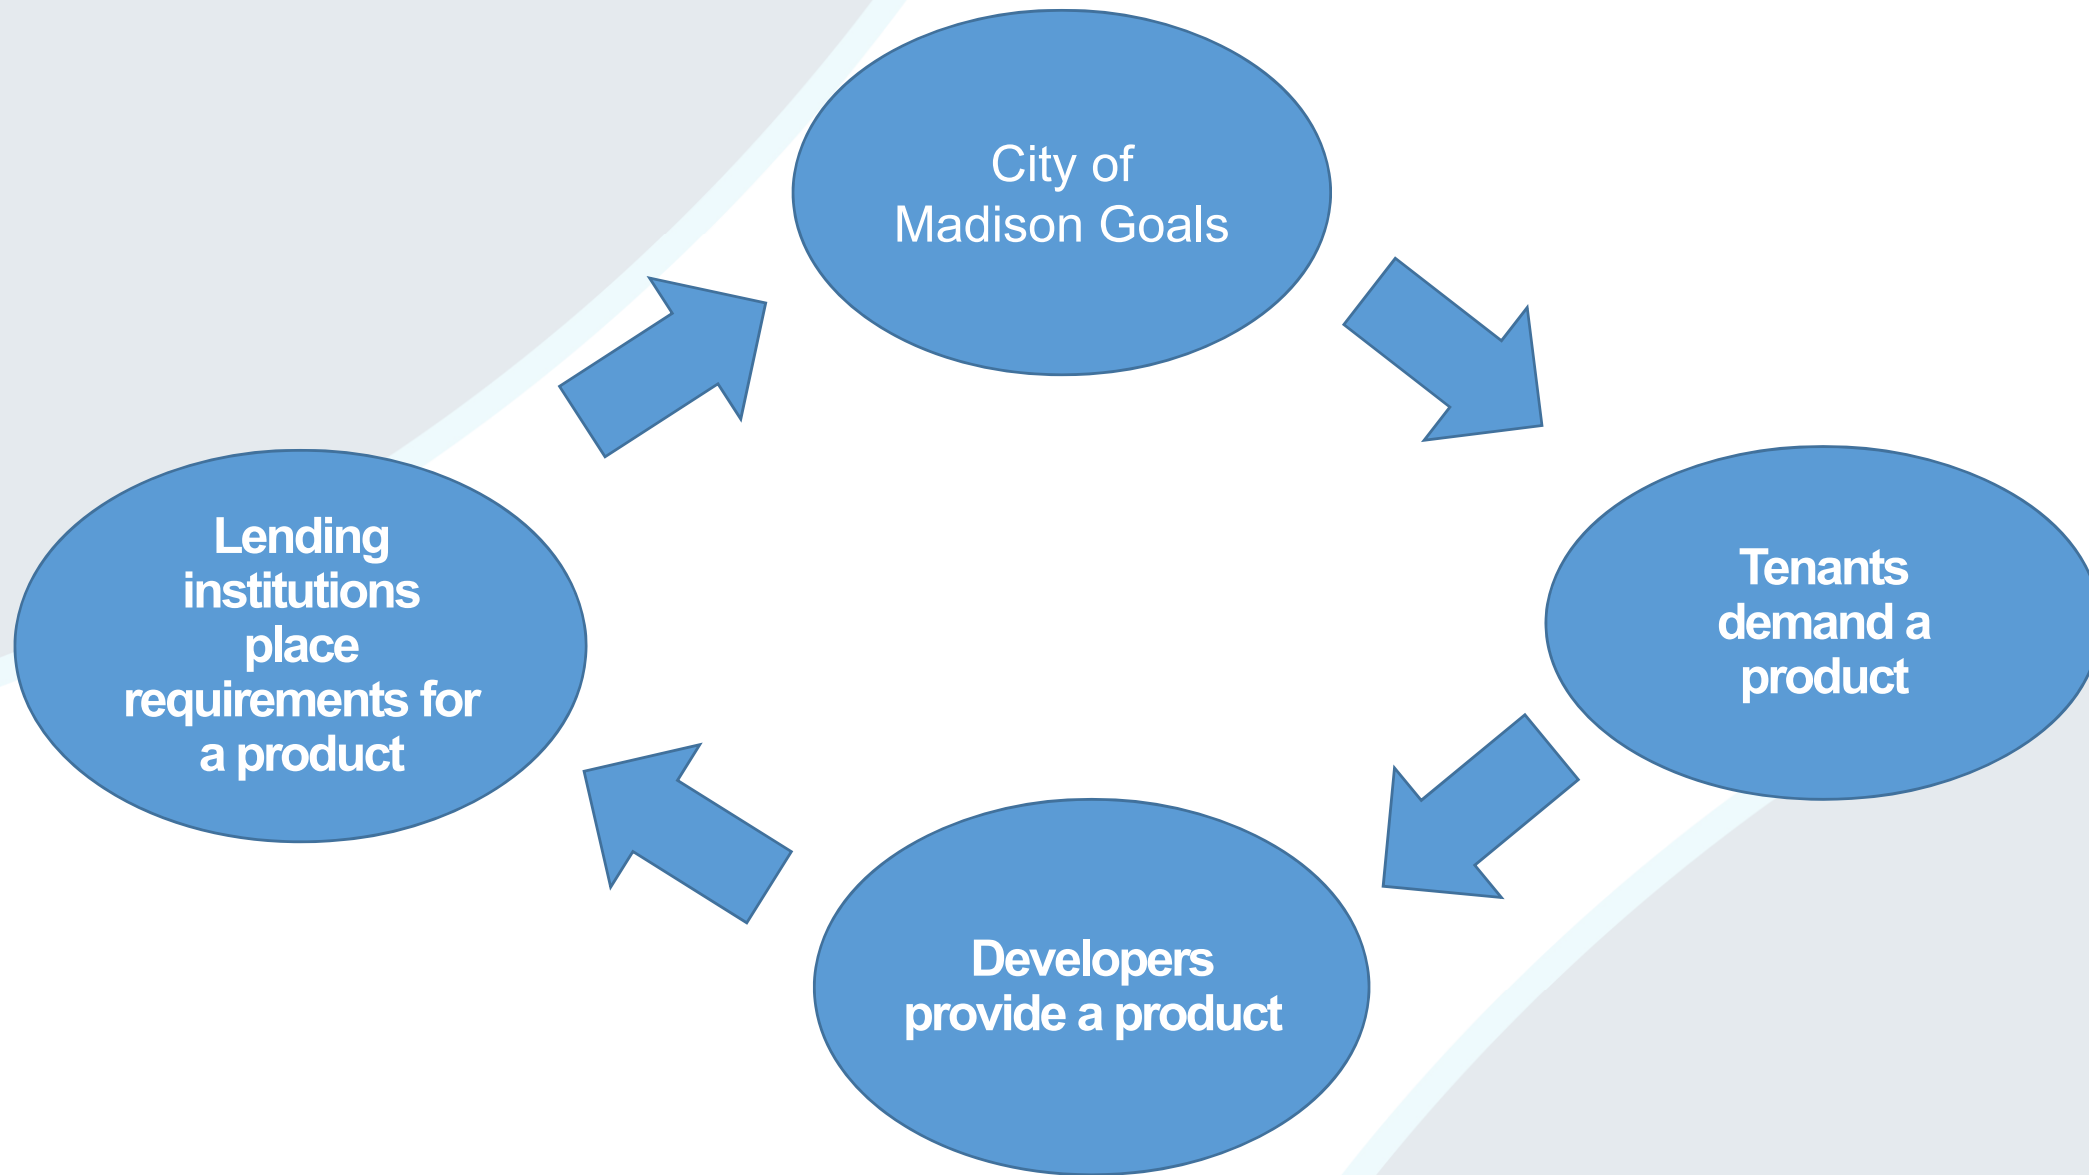 City of
Madison Goals
Tenants
demand a
product
Developers
provide a product
Lending
institutions
place
requirements for
a product